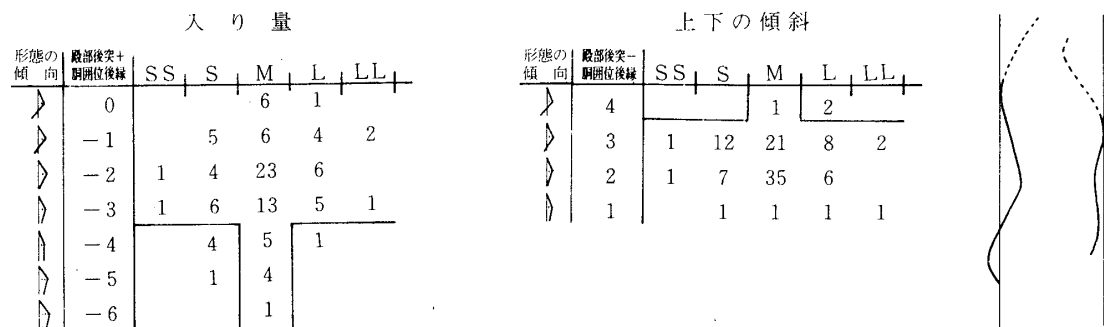 入り量
形態の傾向 殿部後突+胴囲位後縁 SS S M L LL
0 6 1
-1 5 6 4 2
-2 1 4 23 6
-3 1 6 13 5 1
-4 4 5 1
-5 1 4
-6 1
上下の傾斜
形態の傾向 殿部後突-胴囲位後縁 SS S M L LL
4 1 2
3 1 12 21 8 2
2 1 7 35 6
1 1 1 1 1